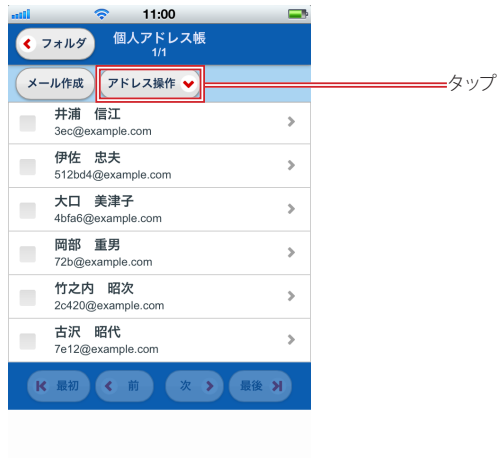 11:00
フォルダ
個人アドレス帳
1/1
メール作成
アドレス操作
タップ
井浦　信江
3ec@example.com
伊佐　忠夫
512bd4@example.com
大口　美津子
4bfa6@example.com
岡部　重男
72b@example.com
竹之内　昭次
2c420@example.com
古沢　昭代
7e12@example.com
最初
前
次
最後